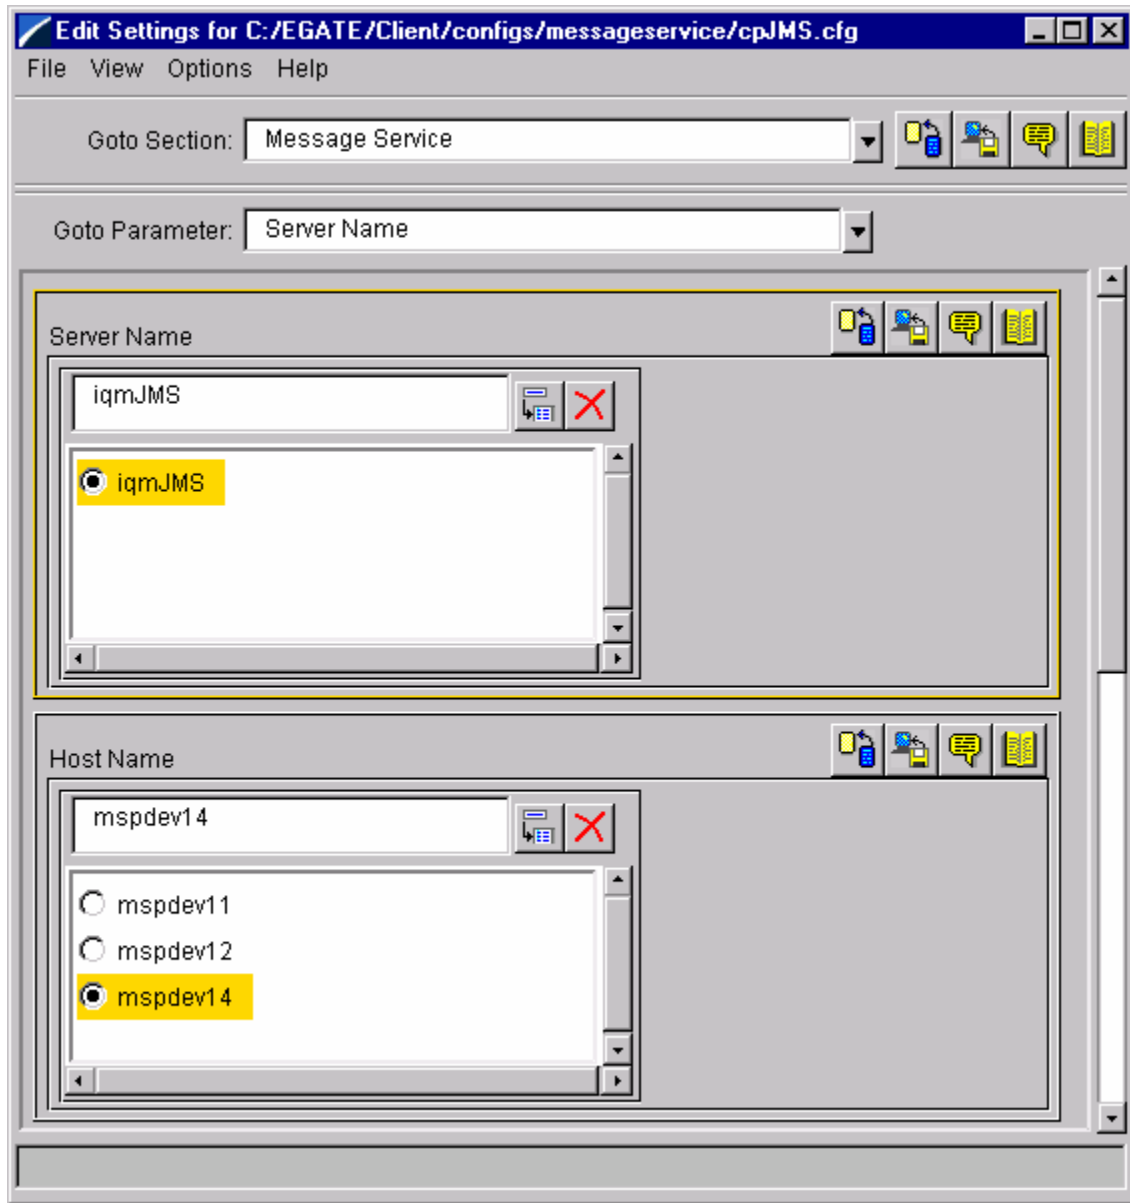 Edit Settings for C:/EGATE/Client/configs/messageservice/cpJMS.cfg
File View Options Help
Goto Section: Message Service
Goto Parameter: Server Name
Server Name
iqmJMS
iqmJMS
Host Name
mspdev14
mspdev11
mspdev12
mspdev14